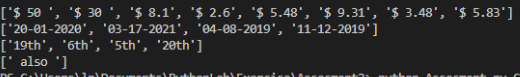 ['$ 50 ', '$ 30 ', '$ 8.1', '$ 2.6', '$ 5.48', '$ 9.31', '$ 3.48', '$ 5.83']
['20-01-2020', '03-17-2021', '04-08-2019', '11-12-2019']
['19th', '6th', '5th', '20th']
[' also ']